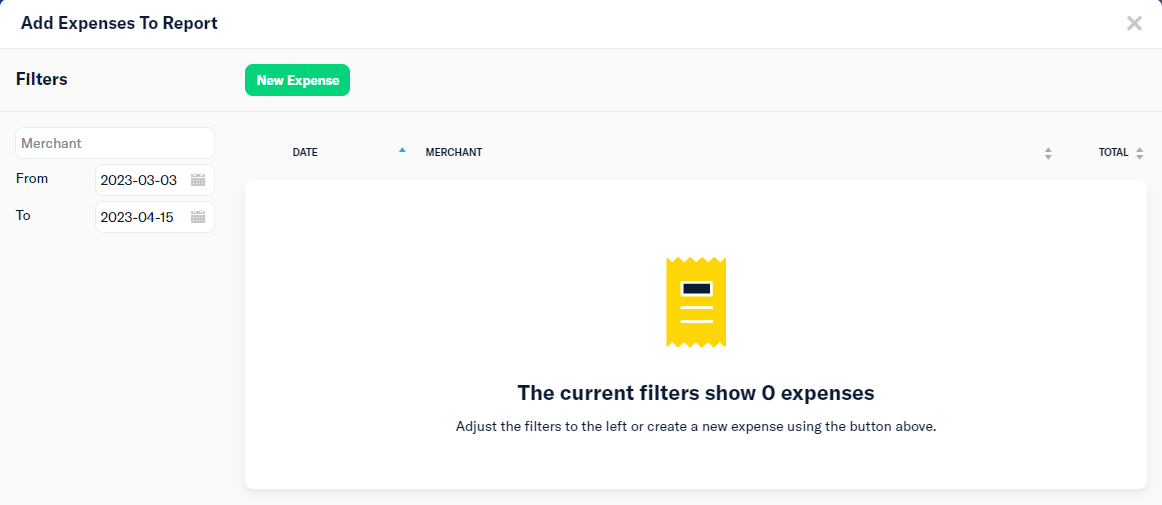 Add Expenses To Report
Filters
New Expense
Merchant
From
2023-03-03
To
2023-04-15
DATE
MERCHANT
TOTAL
The current filters show 0 expenses
Adjust the filters to the left or create a new expense using the button above.